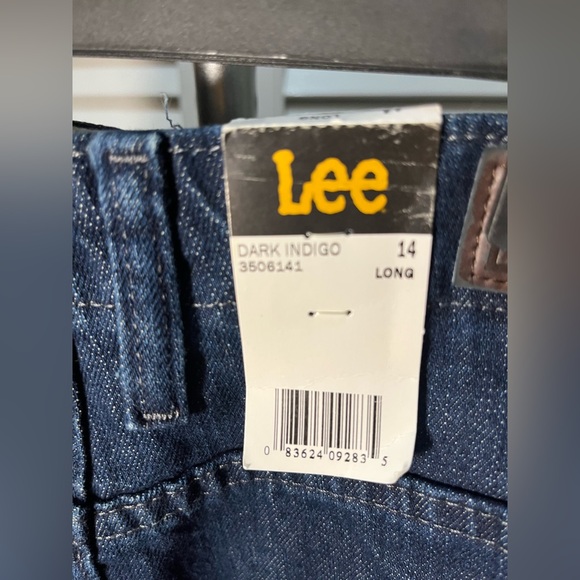 Lee
DARK INDIGO 14
3506141 LONG
0 83624 09283 5